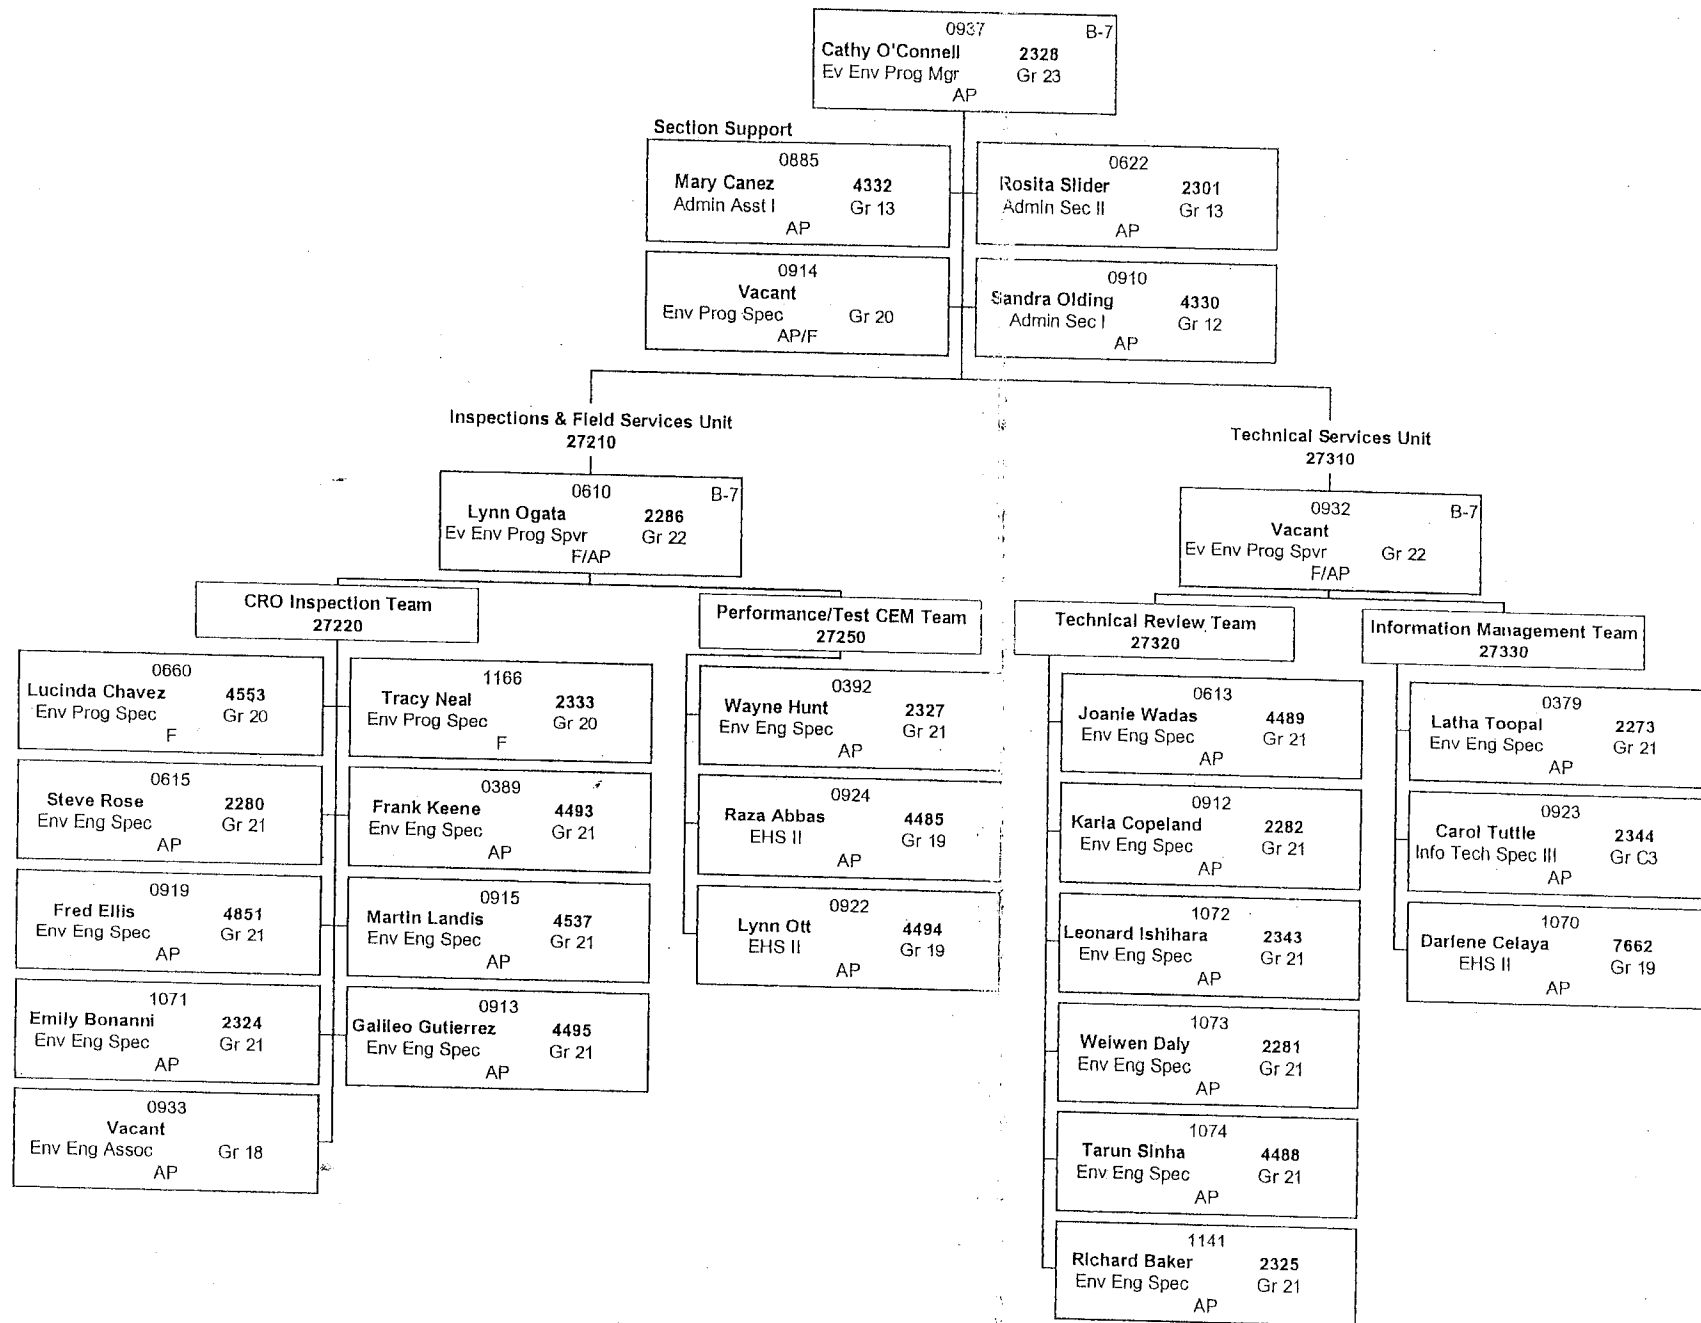 0937 B-7
Cathy O'Connell 2328
Ev Env Prog Mgr Gr 23
AP
Section Support
0885
Mary Canez 4332
Admin Asst I Gr 13
AP
0622
Rosita Slider 2301
Admin Sec II Gr 13
AP
0914
Vacant
Env Prog Spec Gr 20
AP/F
0910
Sandra Olding 4330
Admin Sec I Gr 12
AP
Inspections & Field Services Unit
27210
0610 B-7
Lynn Ogata 2286
Ev Env Prog Spvr Gr 22
F/AP
CRO Inspection Team
27220
0660
Lucinda Chavez 4553
Env Prog Spec Gr 20
F
1166
Tracy Neal 2333
Env Prog Spec Gr 20
F
0615
Steve Rose 2280
Env Eng Spec Gr 21
AP
0389
Frank Keene 4493
Env Eng Spec Gr 21
AP
0919
Fred Ellis 4851
Env Eng Spec Gr 21
AP
0915
Martin Landis 4537
Env Eng Spec Gr 21
AP
1071
Emily Bonanni 2324
Env Eng Spec Gr 21
AP
0913
Galileo Gutierrez 4495
Env Eng Spec Gr 21
AP
0933
Vacant
Env Eng Assoc Gr 18
AP
Performance/Test CEM Team
27250
0392
Wayne Hunt 2327
Env Eng Spec Gr 21
AP
0924
Raza Abbas 4485
EHS II Gr 19
AP
0922
Lynn Ott 4494
EHS II Gr 19
AP
Technical Services Unit
27310
0932 B-7
Vacant
Ev Env Prog Spvr Gr 22
F/AP
Technical Review Team
27320
0613
Joanie Wadas 4489
Env Eng Spec Gr 21
AP
0912
Karla Copeland 2282
Env Eng Spec Gr 21
AP
1072
Leonard Ishihara 2343
Env Eng Spec Gr 21
AP
1073
Weiwen Daly 2281
Env Eng Spec Gr 21
AP
1074
Tarun Sinha 4488
Env Eng Spec Gr 21
AP
1141
Richard Baker 2325
Env Eng Spec Gr 21
AP
Information Management Team
27330
0379
Latha Toopal 2273
Env Eng Spec Gr 21
AP
0923
Carol Tuttle 2344
Info Tech Spec III Gr C3
AP
1070
Darlene Celaya 7662
EHS II Gr 19
AP